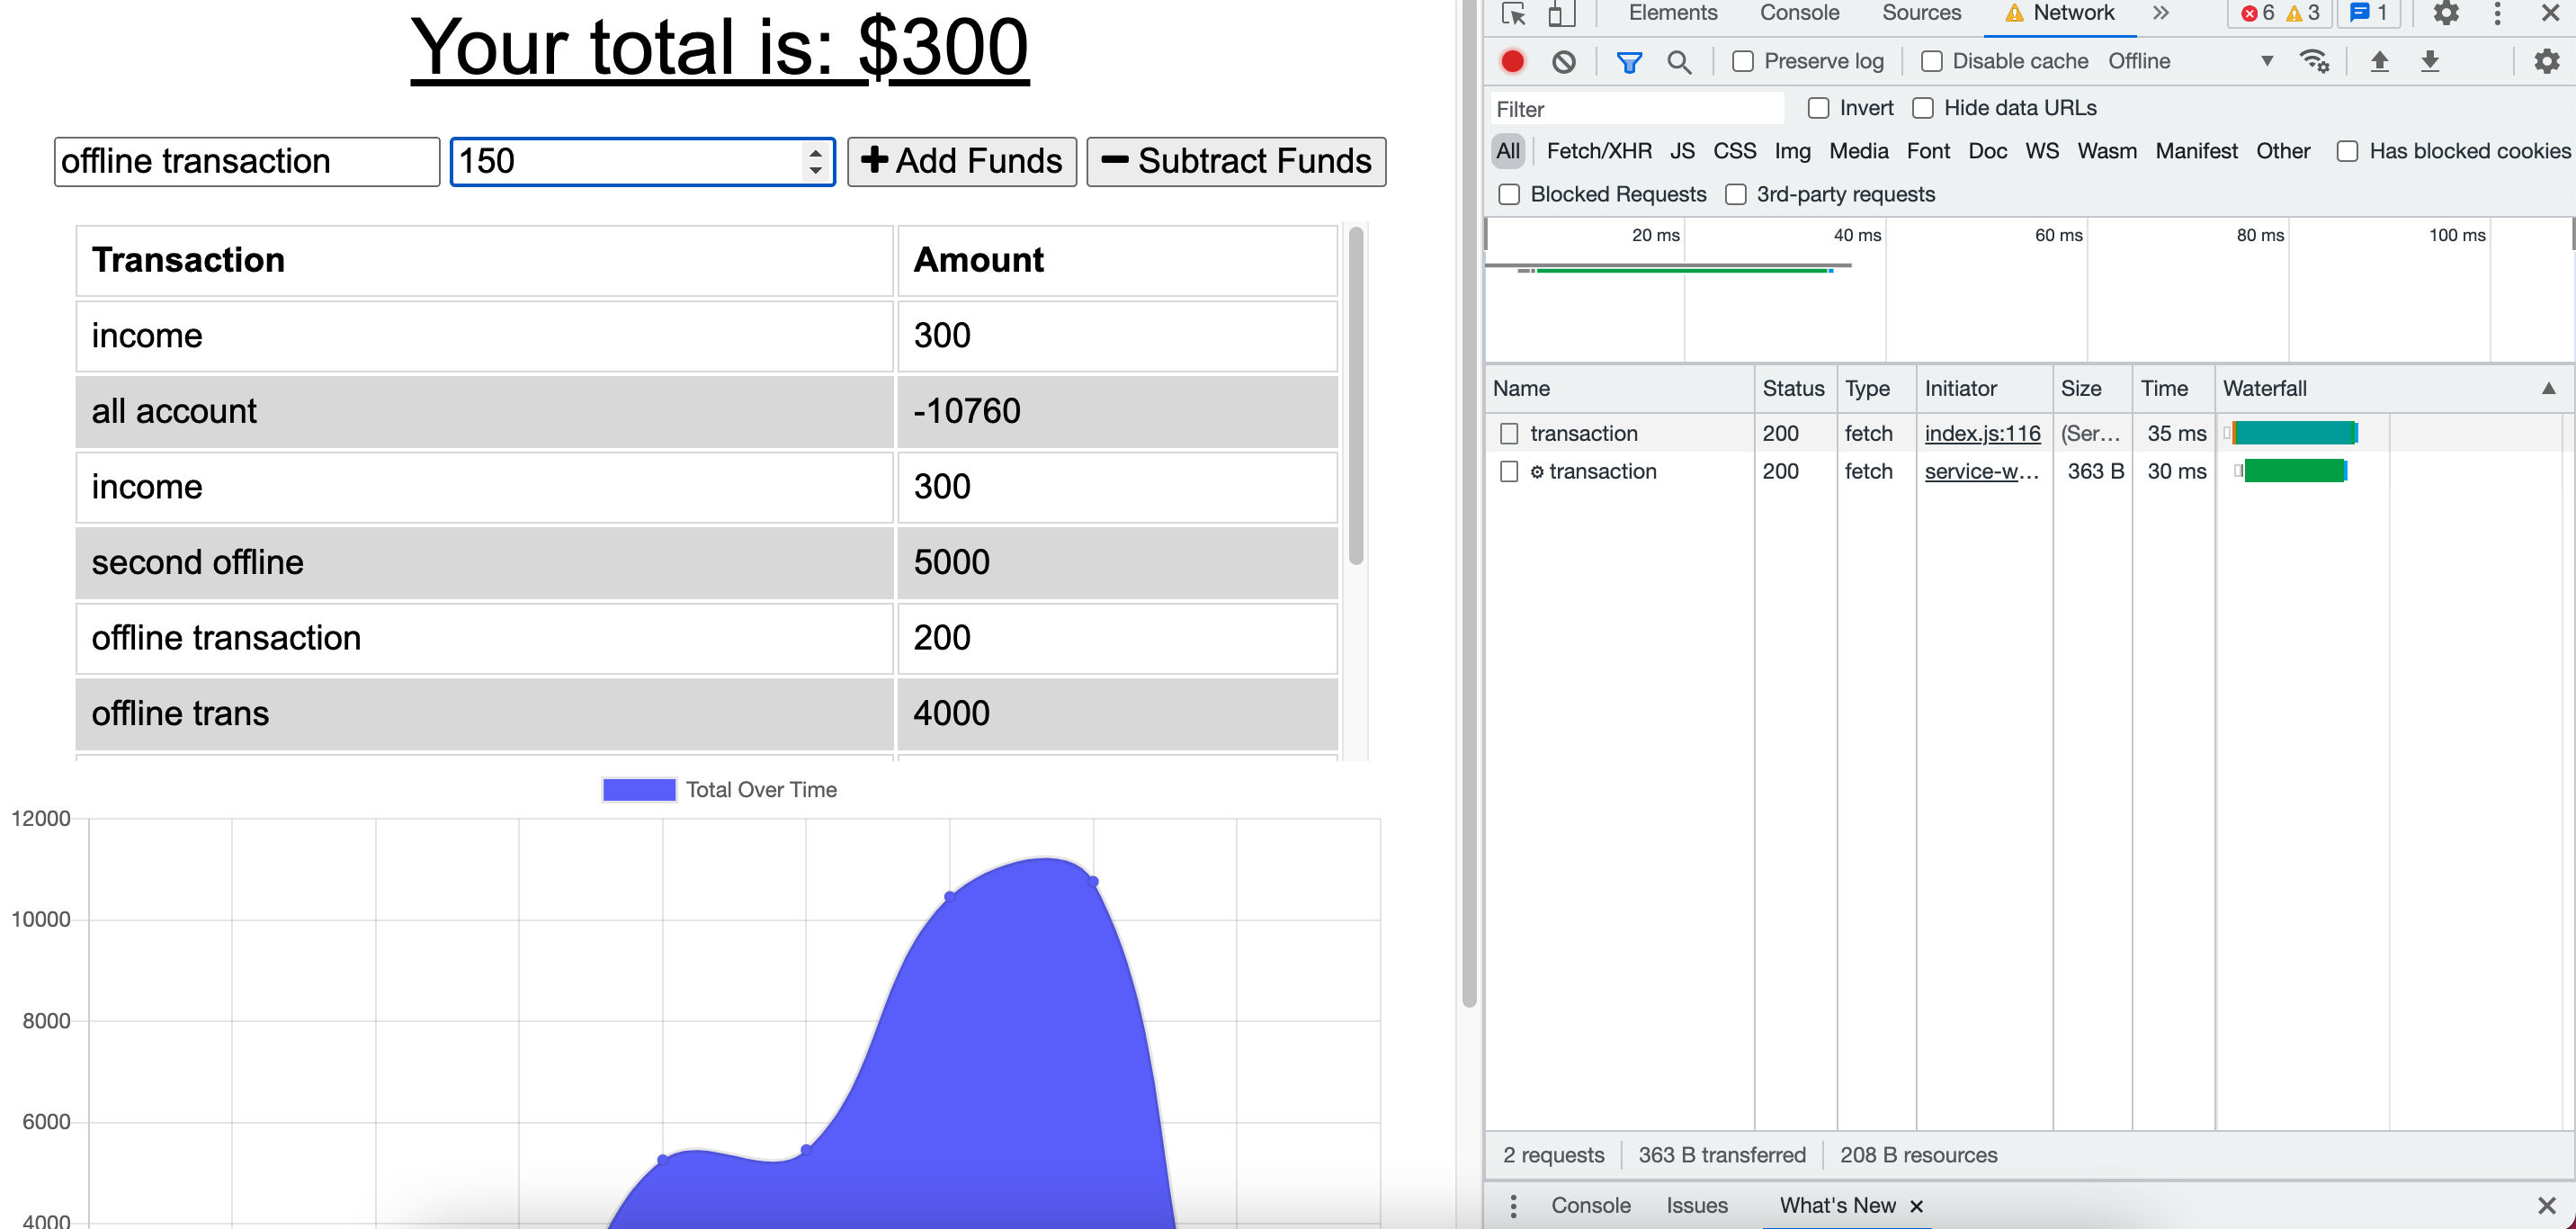 Your total is: $300
offline transaction
150
Add Funds
Subtract Funds
Transaction Amount
income 300
all account -10760
income 300
second offline 5000
offline transaction 200
offline trans 4000
Total Over Time
12000
10000
8000
6000
4000
Elements Console Sources Network 6 3 1
Preserve log Disable cache Offline
Filter Invert Hide data URLs
All Fetch/XHR JS CSS Img Media Font Doc WS Wasm Manifest Other Has blocked cookies
Blocked Requests 3rd-party requests
20 ms 40 ms 60 ms 80 ms 100 ms
Name Status Type Initiator Size Time Waterfall
transaction 200 fetch index.js:116 (Ser... 35 ms
transaction 200 fetch service-w... 363 B 30 ms
2 requests 363 B transferred 208 B resources
Console Issues What's New